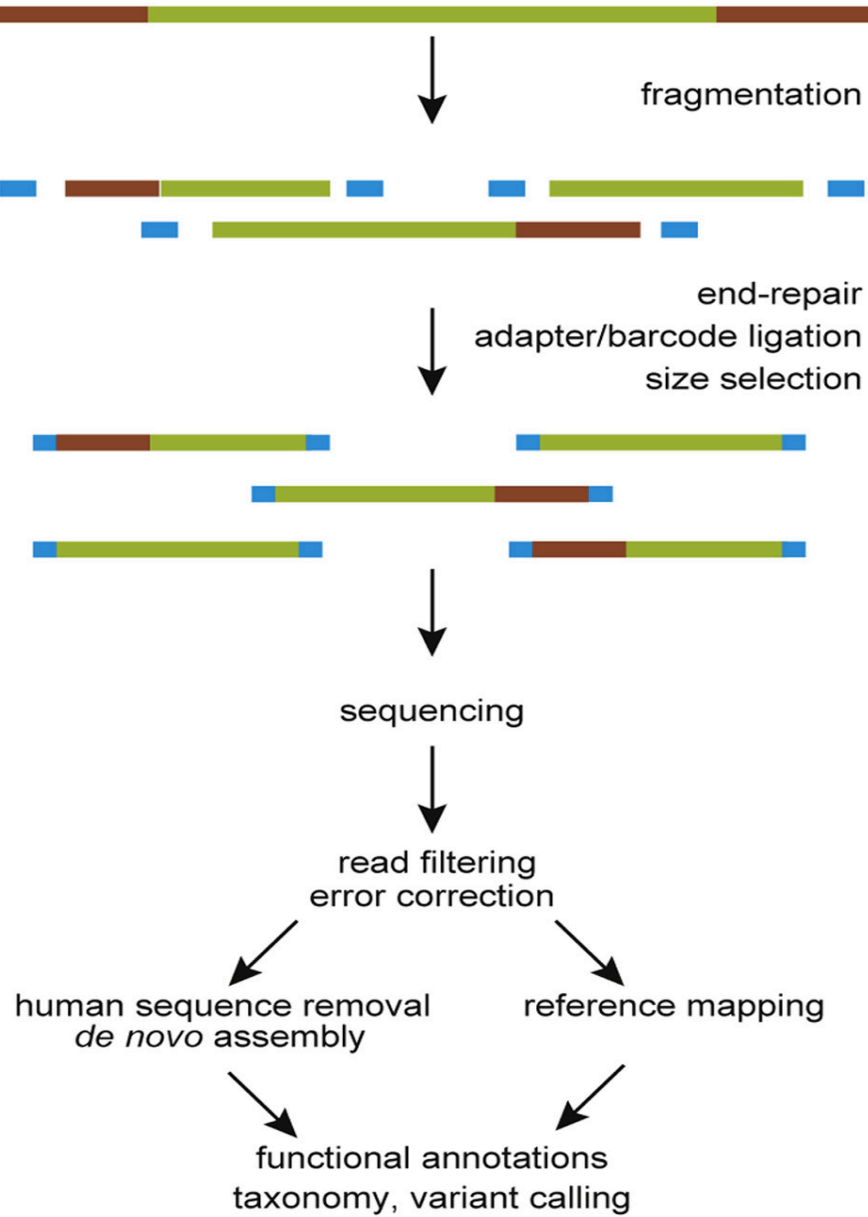 fragmentation
end-repair
adapter/barcode ligation
size selection
sequencing
read filtering
error correction
human sequence removal
de novo assembly
reference mapping
functional annotations
taxonomy, variant calling